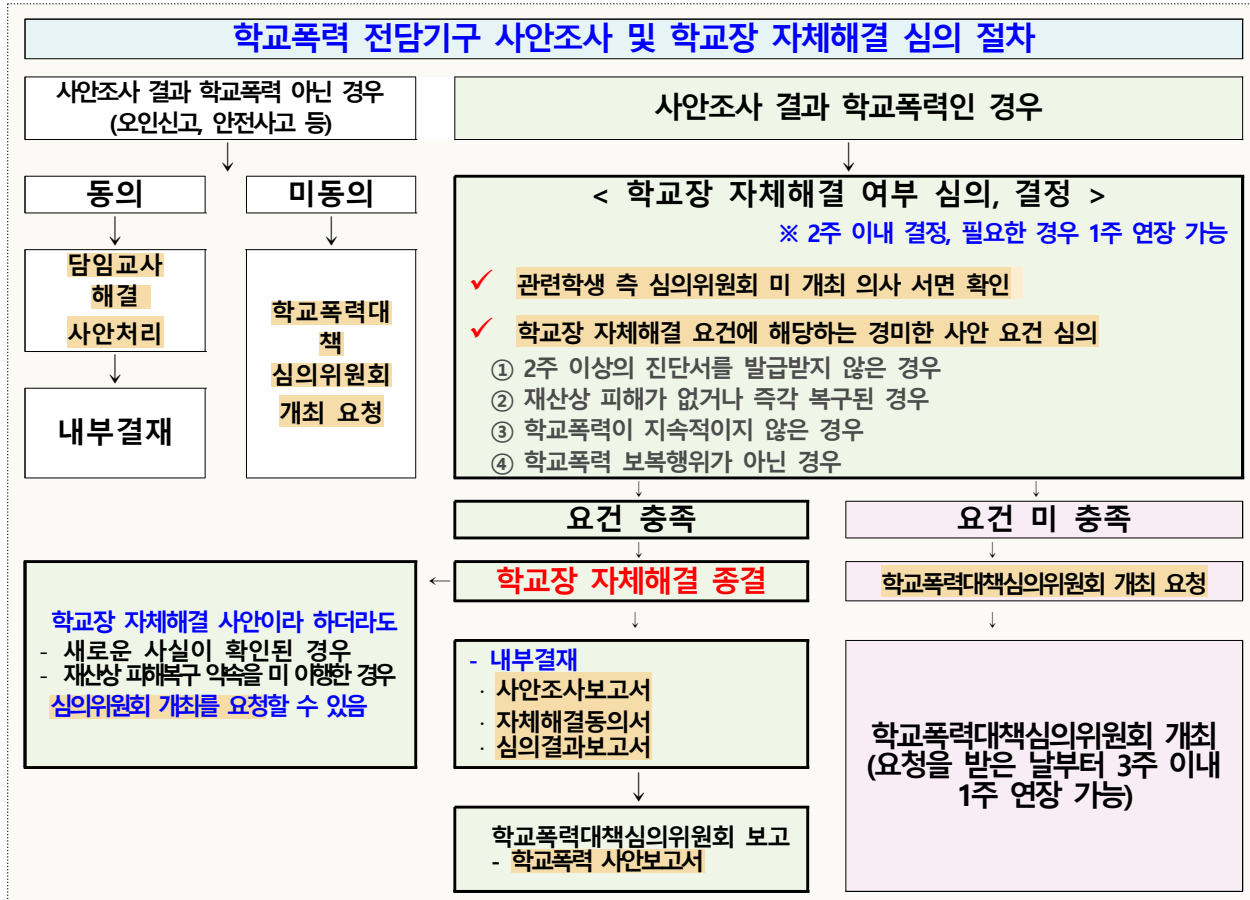 학교폭력 전담기구 사안조사 및 학교장 자체해결 심의 절차
사안조사 결과 학교폭력 아닌 경우
(오인신고, 안전사고 등)
사안조사 결과 학교폭력인 경우
동의
미동의
담임교사
해결
사안처리
내부결재
학교폭력대
책
심의위원회
개최 요청
< 학교장 자체해결 여부 심의, 결정 >
※ 2주 이내 결정, 필요한 경우 1주 연장 가능
✓ 관련학생 측 심의위원회 미 개최 의사 서면 확인
✓ 학교장 자체해결 요건에 해당하는 경미한 사안 요건 심의
① 2주 이상의 진단서를 발급받지 않은 경우
② 재산상 피해가 없거나 즉각 복구된 경우
③ 학교폭력이 지속적이지 않은 경우
④ 학교폭력 보복행위가 아닌 경우
요건 충족
요건 미 충족
학교장 자체해결 종결
학교폭력대책심의위원회 개최 요청
학교장 자체해결 사안이라 하더라도
- 새로운 사실이 확인된 경우
- 재산상 피해복구 약속을 미 이행한 경우
심의위원회 개최를 요청할 수 있음
- 내부결재
· 사안조사보고서
· 자체해결동의서
· 심의결과보고서
학교폭력대책심의위원회 보고
- 학교폭력 사안보고서
학교폭력대책심의위원회 개최
(요청을 받은 날부터 3주 이내
1주 연장 가능)